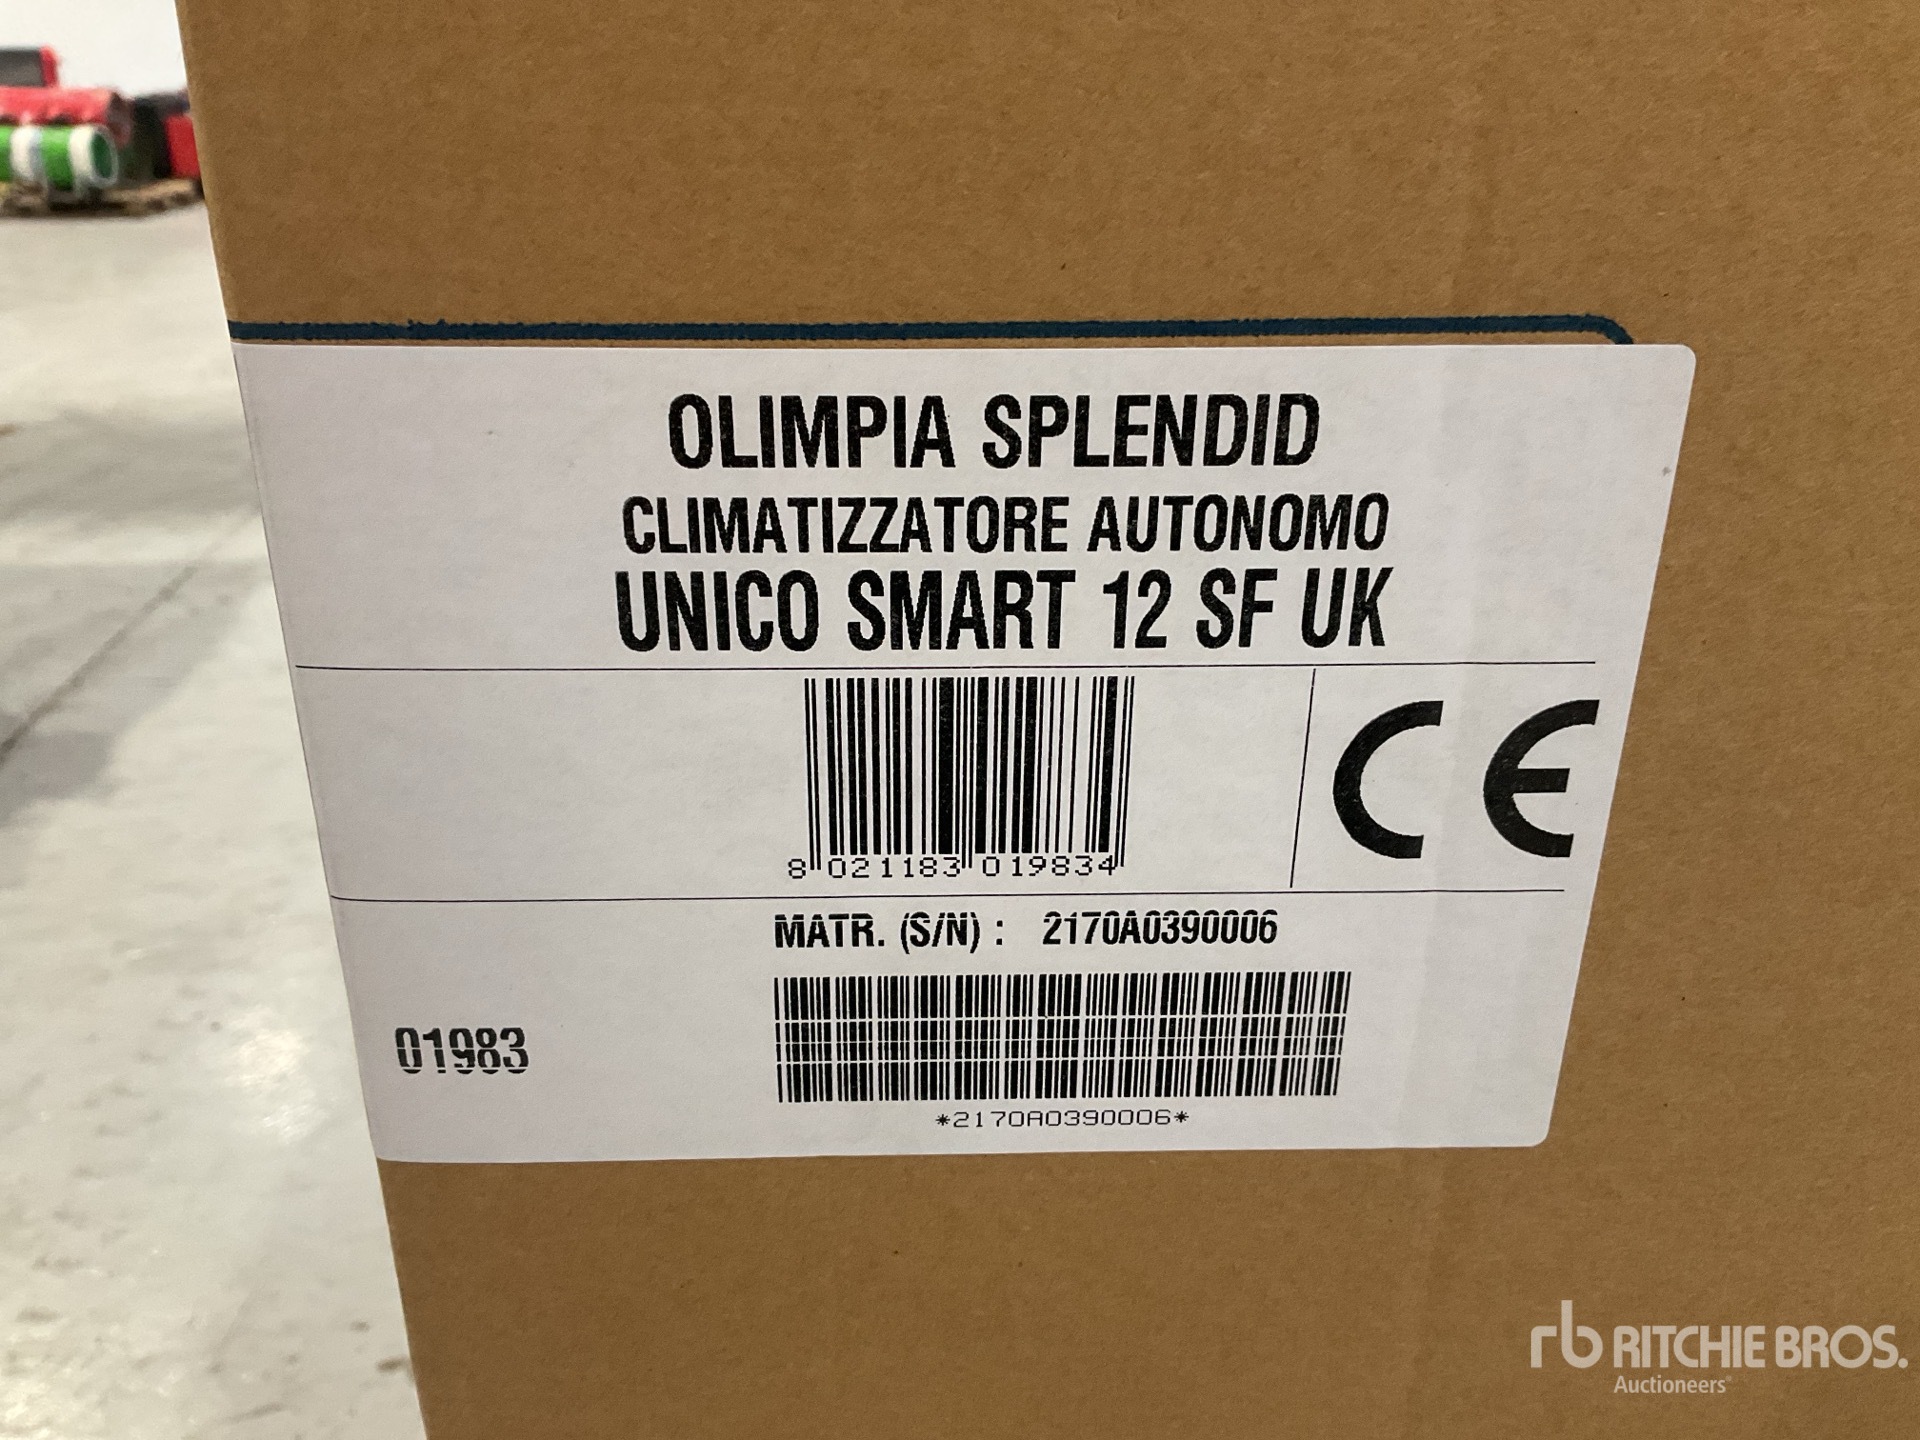 OLIMPIA SPLENDID
CLIMATIZZATORE AUTONOMO
UNICO SMART 12 SF UK
8 021183 019834
CE
MATR. (S/N) : 2170A0390006
01983
*2170A0390006*
rb RITCHIE BROS.
Auctioneers